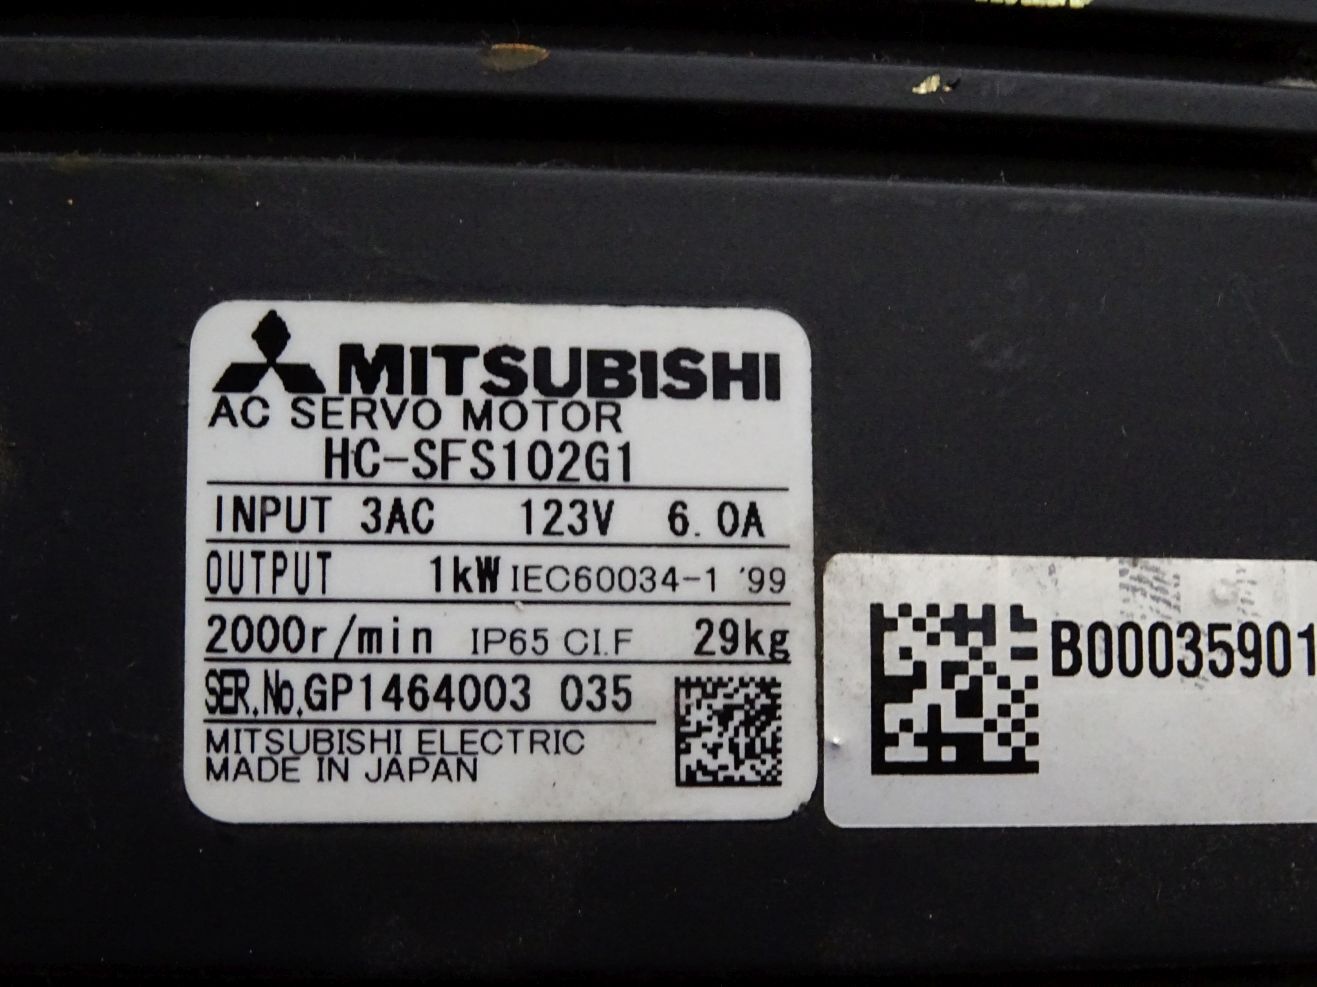 MITSUBISHI
AC SERVO MOTOR
HC-SFS102G1
INPUT 3AC 123V 6.0A
OUTPUT 1kW IEC60034-1 '99
2000r/min IP65 CI.F 29kg
SER.No.GP1464003 035
MITSUBISHI ELECTRIC
MADE IN JAPAN
B00035901